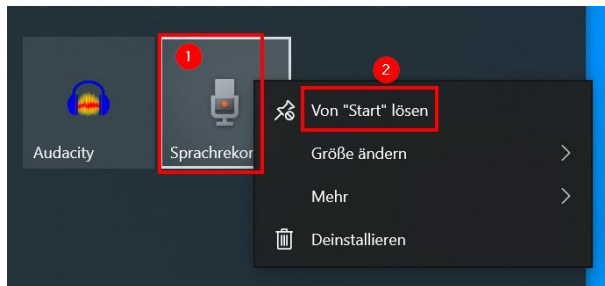 1
2
Von "Start" lösen
Größe ändern
Mehr
Deinstallieren
Audacity
Sprachrekor